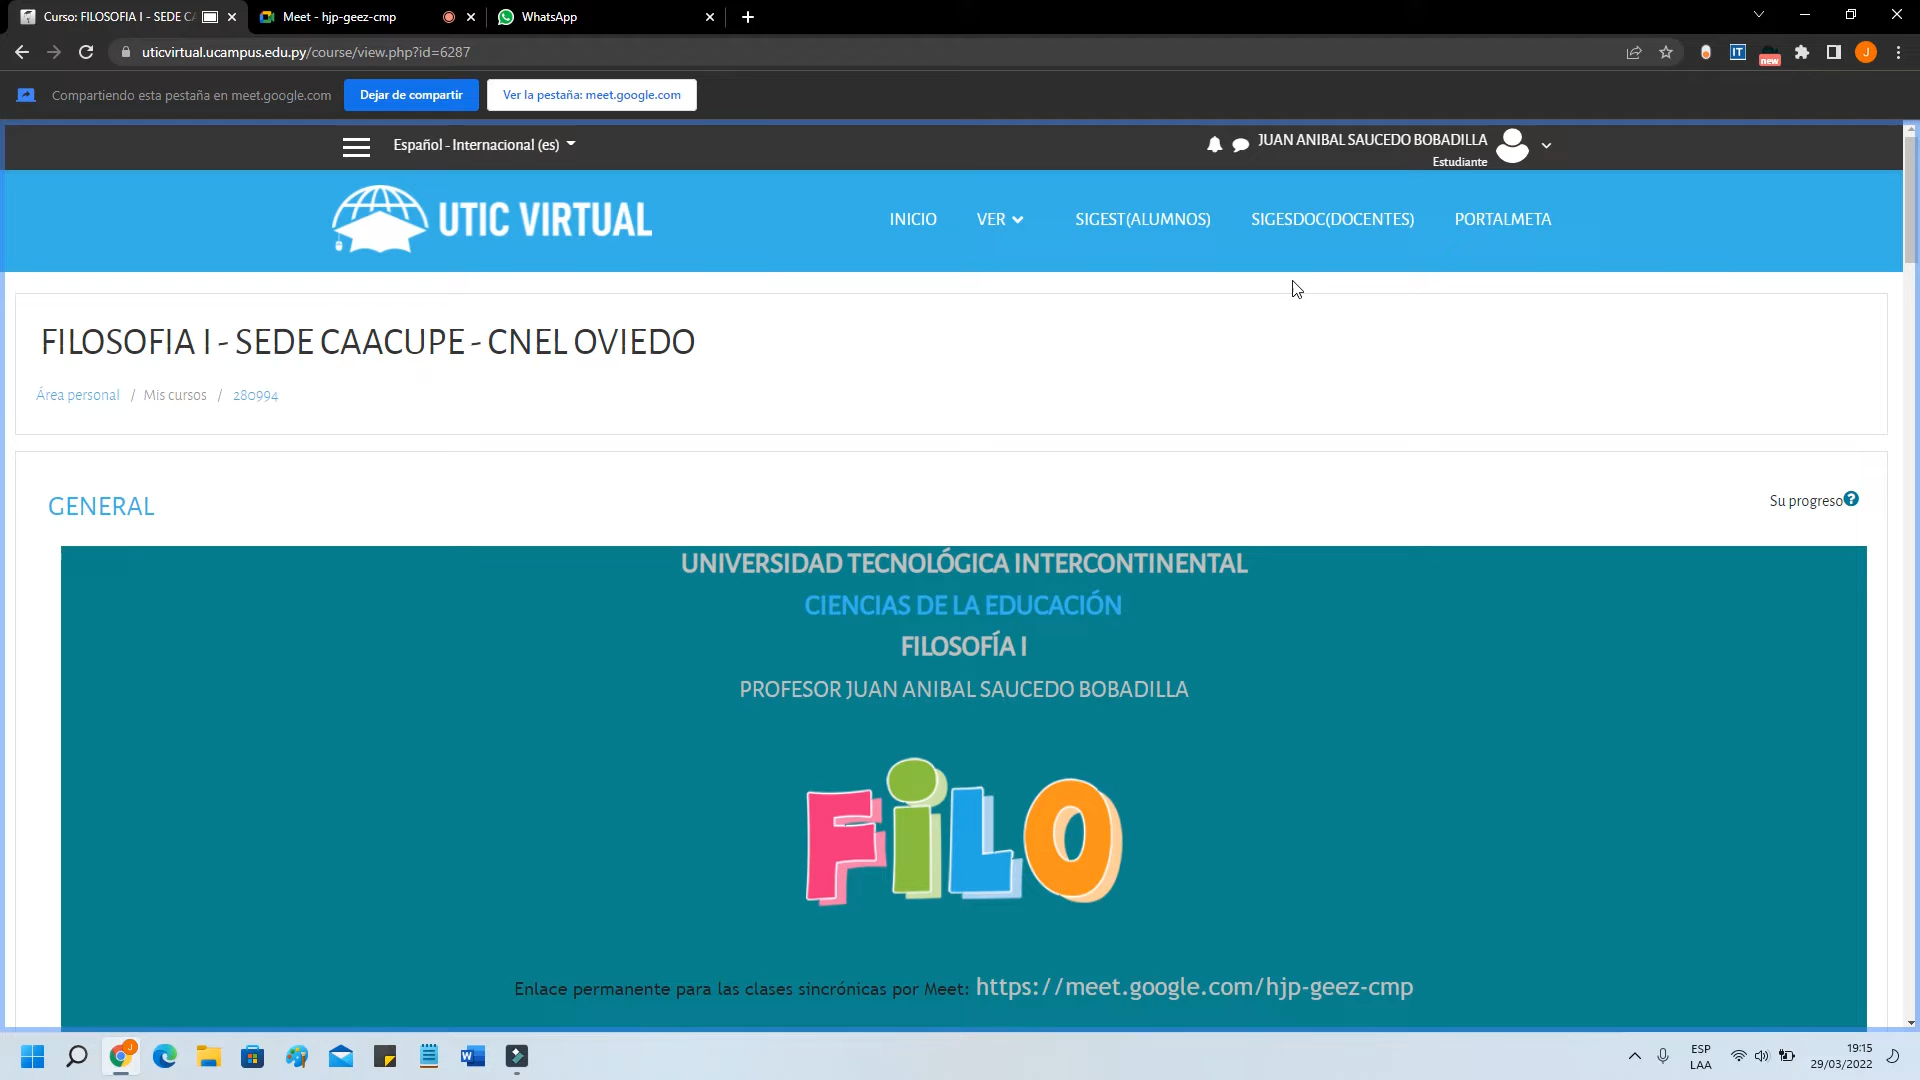 Curso: FILOSOFIA I - SEDE CA
Meet - hjp-geez-cmp
WhatsApp
uticvirtual.ucampus.edu.py/course/view.php?id=6287
IT
new
J
Compartiendo esta pestaña en meet.google.com
Dejar de compartir
Ver la pestaña: meet.google.com
Español - Internacional (es)
JUAN ANIBAL SAUCEDO BOBADILLA
Estudiante
UTIC VIRTUAL
INICIO
VER
SIGEST(ALUMNOS)
SIGESDOC(DOCENTES)
PORTALMETA
FILOSOFIA I - SEDE CAACUPE - CNEL OVIEDO
Área personal / Mis cursos / 280994
GENERAL
Su progreso
UNIVERSIDAD TECNOLÓGICA INTERCONTINENTAL
CIENCIAS DE LA EDUCACIÓN
FILOSOFÍA I
PROFESOR JUAN ANIBAL SAUCEDO BOBADILLA
FiLO
Enlace permanente para las clases sincrónicas por Meet: https://meet.google.com/hjp-geez-cmp
ESP
LAA
19:15
29/03/2022